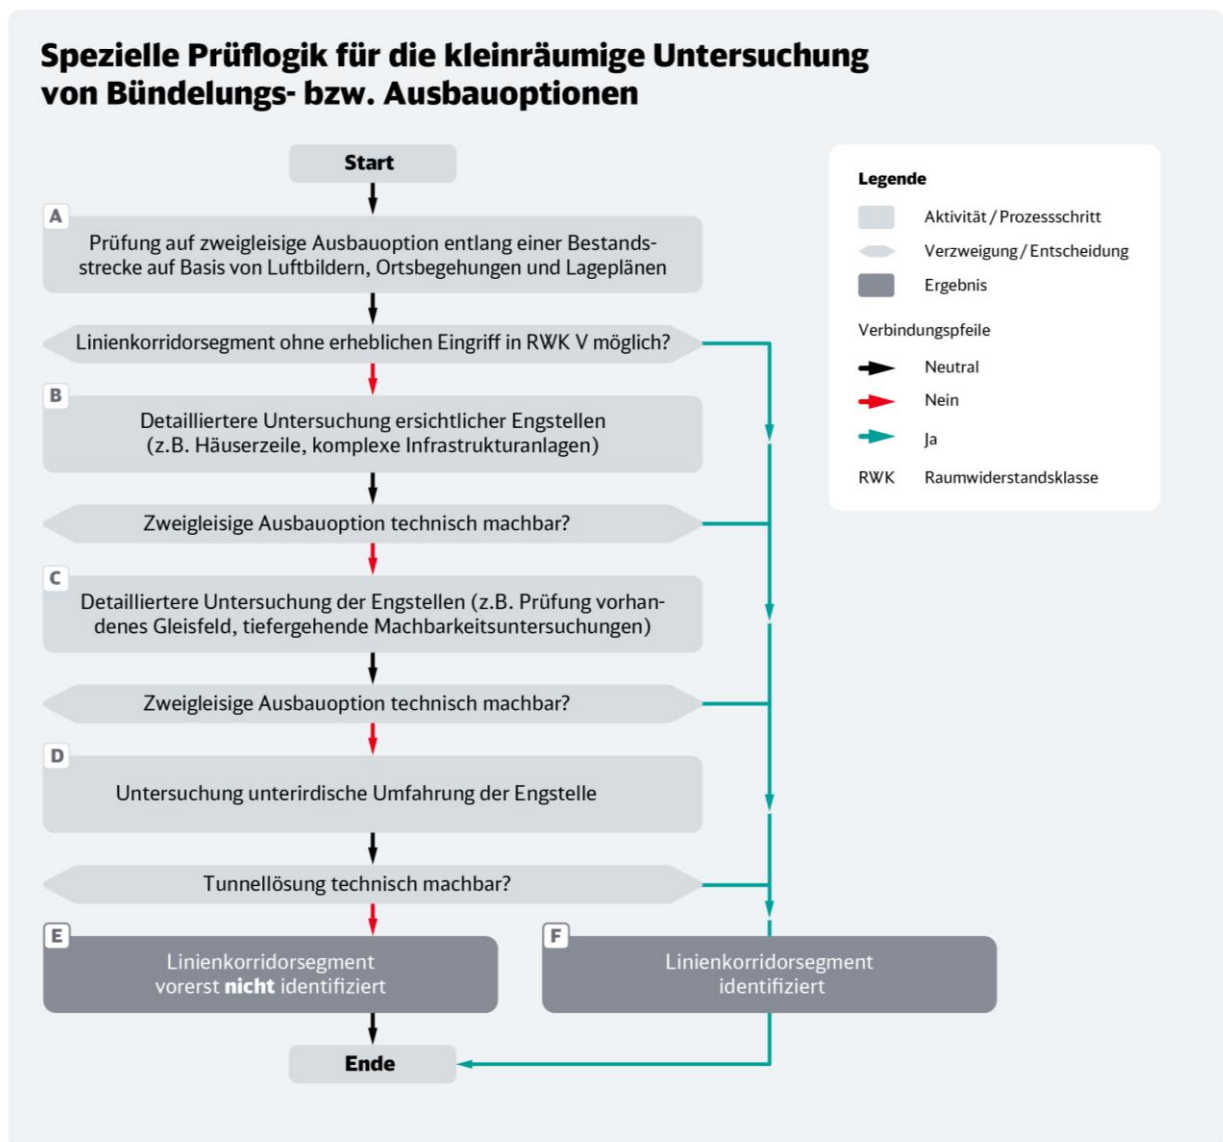 Spezielle Prüflogik für die kleinräumige Untersuchung
von Bündelungs- bzw. Ausbauoptionen
Start
A
Prüfung auf zweigleisige Ausbauoption entlang einer Bestands-
strecke auf Basis von Luftbildern, Ortsbegehungen und Lageplänen
Linienkorridorsegment ohne erheblichen Eingriff in RWK V möglich?
B
Detailliertere Untersuchung ersichtlicher Engstellen
(z.B. Häuserzeile, komplexe Infrastrukturanlagen)
Zweigleisige Ausbauoption technisch machbar?
C
Detailliertere Untersuchung der Engstellen (z.B. Prüfung vorhan-
denes Gleisfeld, tiefergehende Machbarkeitsuntersuchungen)
Zweigleisige Ausbauoption technisch machbar?
D
Untersuchung unterirdische Umfahrung der Engstelle
Tunnellösung technisch machbar?
E
Linienkorridorsegment
vorerst nicht identifiziert
F
Linienkorridorsegment
identifiziert
Ende
Legende
Aktivität / Prozessschritt
Verzweigung / Entscheidung
Ergebnis
Verbindungspfeile
Neutral
Nein
Ja
RWK Raumwiderstandsklasse